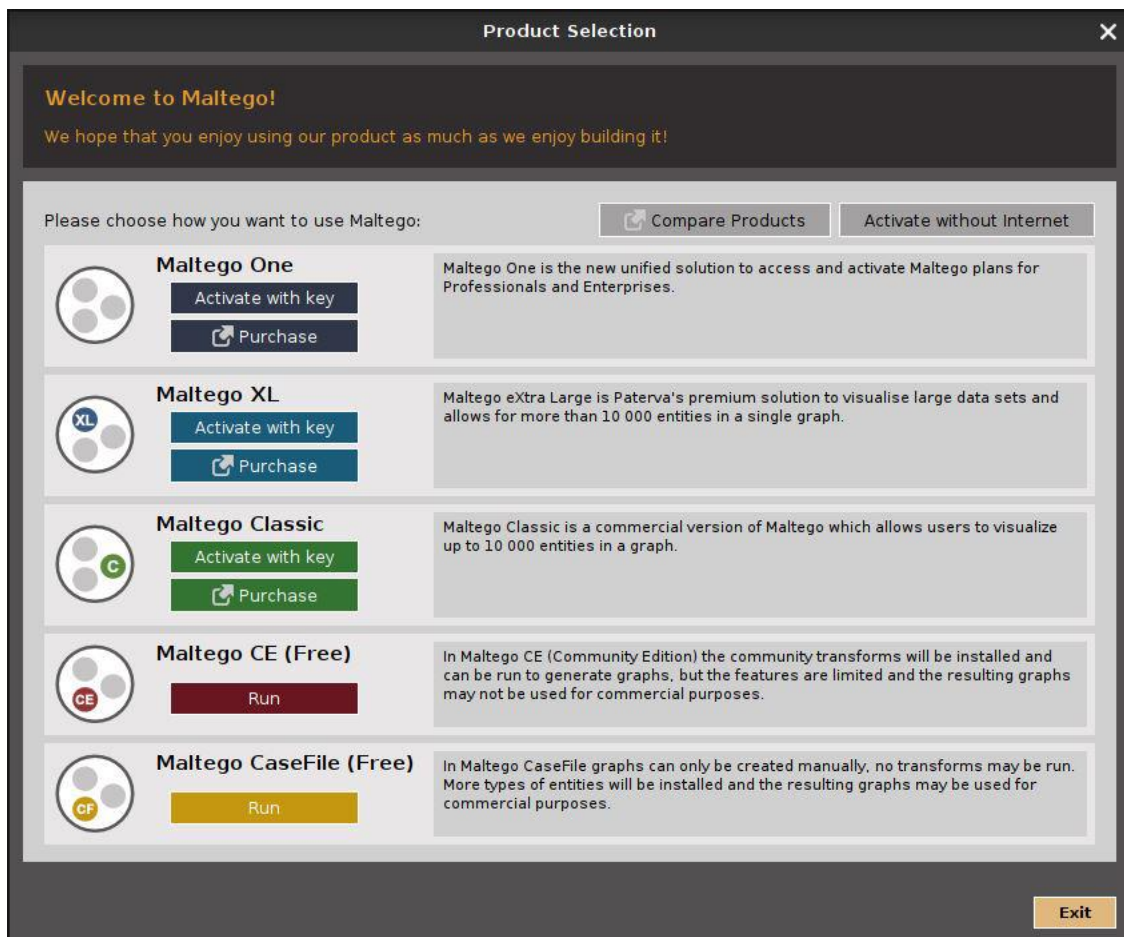 Product Selection
Welcome to Maltego!
We hope that you enjoy using our product as much as we enjoy building it!
Please choose how you want to use Maltego:
Compare Products
Activate without Internet
Maltego One
Activate with key
Purchase
Maltego One is the new unified solution to access and activate Maltego plans for
Professionals and Enterprises.
XL
Maltego XL
Activate with key
Purchase
Maltego eXtra Large is Paterva's premium solution to visualise large data sets and
allows for more than 10 000 entities in a single graph.
C
Maltego Classic
Activate with key
Purchase
Maltego Classic is a commercial version of Maltego which allows users to visualize
up to 10 000 entities in a graph.
CE
Maltego CE (Free)
Run
In Maltego CE (Community Edition) the community transforms will be installed and
can be run to generate graphs, but the features are limited and the resulting graphs
may not be used for commercial purposes.
CF
Maltego CaseFile (Free)
Run
In Maltego CaseFile graphs can only be created manually, no transforms may be run.
More types of entities will be installed and the resulting graphs may be used for
commercial purposes.
Exit